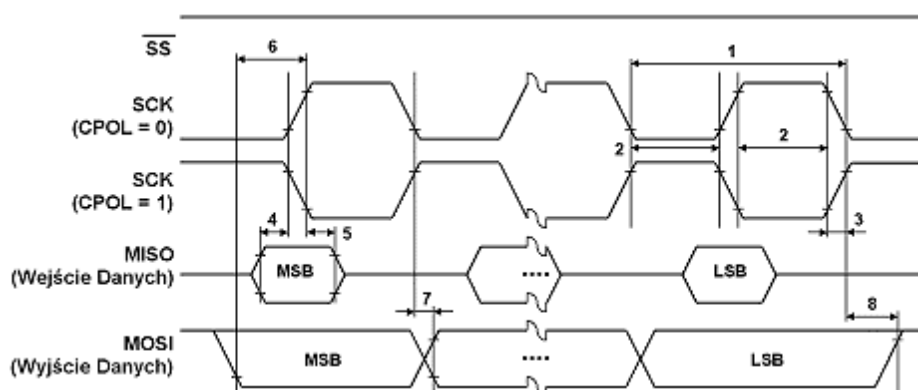 SS
6
1
SCK
(CPOL = 0)
2
2
SCK
(CPOL = 1)
4
5
3
MISO
(Wejście Danych)
MSB
....
LSB
7
8
MOSI
(Wyjście Danych)
MSB
....
LSB